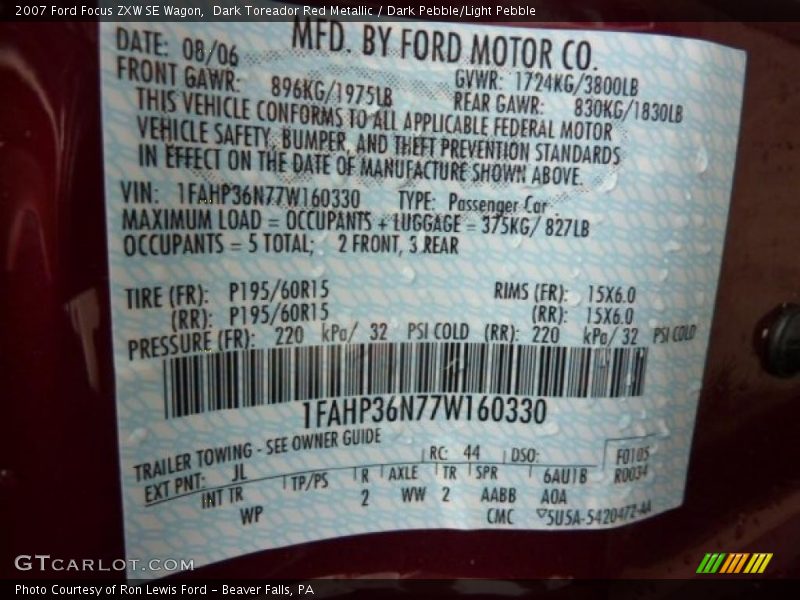 2007 Ford Focus ZXW SE Wagon, Dark Toreador Red Metallic / Dark Pebble/Light Pebble
DATE: 08/06 MFD. BY FORD MOTOR CO.
FRONT GAWR: 896KG/1975LB GVWR: 1724KG/3800LB
REAR GAWR: 830KG/1830LB
THIS VEHICLE CONFORMS TO ALL APPLICABLE FEDERAL MOTOR
VEHICLE SAFETY, BUMPER, AND THEFT PREVENTION STANDARDS
IN EFFECT ON THE DATE OF MANUFACTURE SHOWN ABOVE.
VIN: 1FAHP36N77W160330 TYPE: Passenger Car
MAXIMUM LOAD = OCCUPANTS + LUGGAGE = 375KG/ 827LB
OCCUPANTS = 5 TOTAL; 2 FRONT, 3 REAR
TIRE (FR): P195/60R15 RIMS (FR): 15X6.0
(RR): P195/60R15 (RR): 15X6.0
PRESSURE (FR): 220 kPa/ 32 PSI COLD (RR): 220 kPa/ 32 PSI COLD
1FAHP36N77W160330
TRAILER TOWING - SEE OWNER GUIDE
EXT PNT: JL RC: 44 DSO: F0105
INT TR TP/PS R AXLE TR SPR 6AU1B R0034
WP 2 WW 2 AABB AOA
CMC 5U5A-5420472-AA
GTCARLOT.COM
Photo Courtesy of Ron Lewis Ford - Beaver Falls, PA